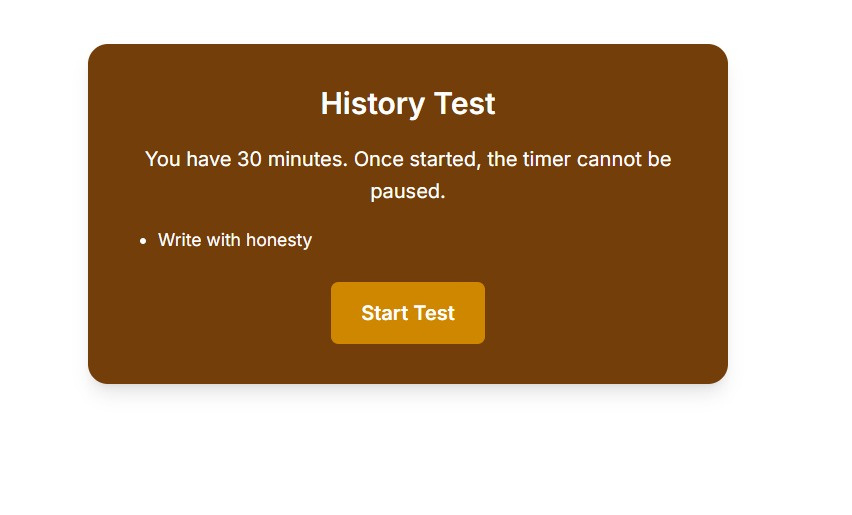 History Test
You have 30 minutes. Once started, the timer cannot be
paused.
• Write with honesty
Start Test